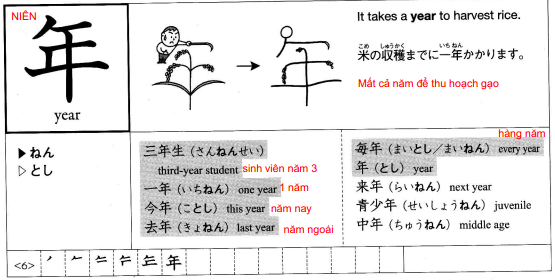 NIÊN
年
year
It takes a year to harvest rice.
こめ しゅうかく いちねん
米の収穫までに一年かかります。
Mất cả năm để thu hoạch gạo
▶ねん
▷とし
三年生（さんねんせい）
third-year student sinh viên năm 3
一年（いちねん） one year 1 năm
今年（ことし） this year năm nay
去年（きょねん） last year năm ngoái
hàng năm
毎年（まいとし／まいねん） every year
年（とし） year
来年（らいねん） next year
青少年（せいしょうねん） juvenile
中年（ちゅうねん） middle age
<6> 年